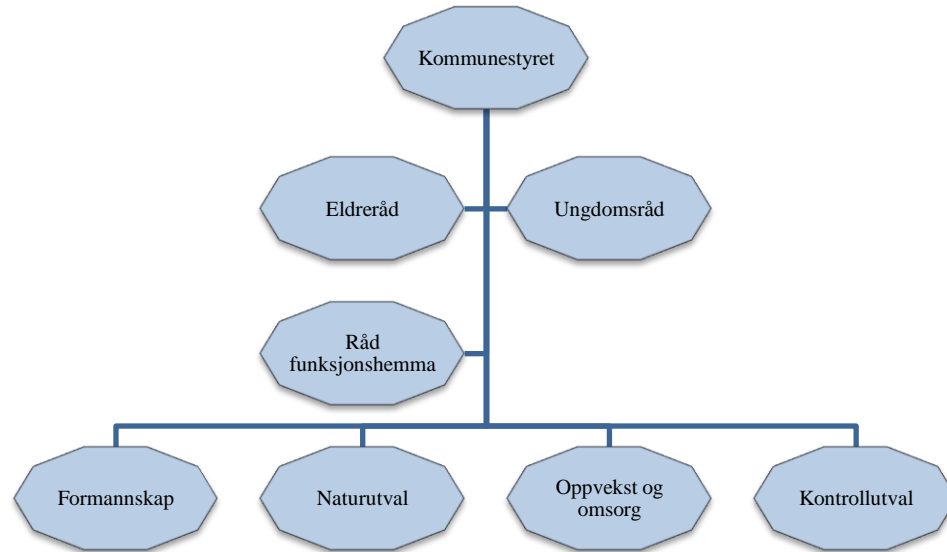 Kommunestyret
Eldreråd
Ungdomsråd
Råd
funksjonshemma
Formannskap
Naturutval
Oppvekst og
omsorg
Kontrollutval